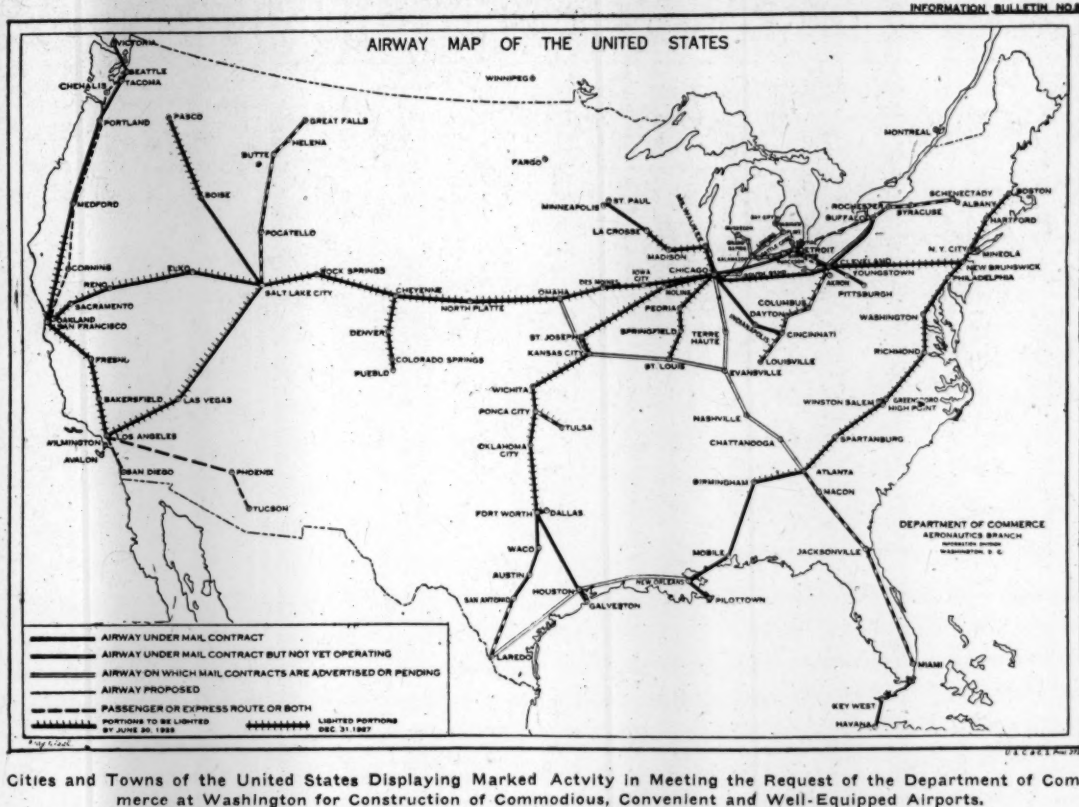 INFORMATION BULLETIN NO.
AIRWAY MAP OF THE UNITED STATES
VICTORIA
SEATTLE
TACOMA
CHEHALIS
PORTLAND
PASCO
GREAT FALLS
HELENA
BUTTE
WINNIPEG
FARGO
MONTREAL
BOISE
MEDFORD
POCATELLO
MINNEAPOLIS
ST. PAUL
LA CROSSE
MADISON
MILWAUKEE
BAY CITY
DETROIT
ROCHESTER
BUFFALO
SYRACUSE
SCHENECTADY
ALBANY
BOSTON
HARTFORD
N.Y. CITY
MINEOLA
NEW BRUNSWICK
PHILADELPHIA
CORNING
RENO
ELKO
SACRAMENTO
OAKLAND
SAN FRANCISCO
SALT LAKE CITY
ROCK SPRINGS
CHEYENNE
NORTH PLATTE
OMAHA
DES MOINES
IOWA CITY
MOLINE
CHICAGO
CLEVELAND
YOUNGSTOWN
AKRON
PITTSBURGH
COLUMBUS
DAYTON
CINCINNATI
INDIANAPOLIS
LOUISVILLE
PEORIA
SPRINGFIELD
TERRE HAUTE
EVANSVILLE
WASHINGTON
RICHMOND
DENVER
COLORADO SPRINGS
PUEBLO
ST. JOSEPH
KANSAS CITY
ST. LOUIS
FRESNO
BAKERSFIELD
LAS VEGAS
WICHITA
PONCA CITY
TULSA
OKLAHOMA CITY
NASHVILLE
CHATTANOOGA
WINSTON SALEM
GREENSBORO
HIGH POINT
SPARTANBURG
WILMINGTON
LOS ANGELES
AVALON
SAN DIEGO
PHOENIX
TUCSON
BIRMINGHAM
ATLANTA
MACON
FORT WORTH
DALLAS
WACO
AUSTIN
SAN ANTONIO
HOUSTON
GALVESTON
LAREDO
MOBILE
NEW ORLEANS
PILOTTOWN
JACKSONVILLE
MIAMI
KEY WEST
HAVANA
DEPARTMENT OF COMMERCE
AERONAUTICS BRANCH
INFORMATION DIVISION
WASHINGTON, D. C.
AIRWAY UNDER MAIL CONTRACT
AIRWAY UNDER MAIL CONTRACT BUT NOT YET OPERATING
AIRWAY ON WHICH MAIL CONTRACTS ARE ADVERTISED OR PENDING
AIRWAY PROPOSED
PASSENGER OR EXPRESS ROUTE OR BOTH
PORTIONS TO BE LIGHTED
BY JUNE 30,
LIGHTED PORTIONS
DEC. 31, 1927
Cities and Towns of the United States Displaying Marked Actvity in Meeting the Request of the Department of Com
merce at Washington for Construction of Commodious, Convenient and Well-Equipped Airports.